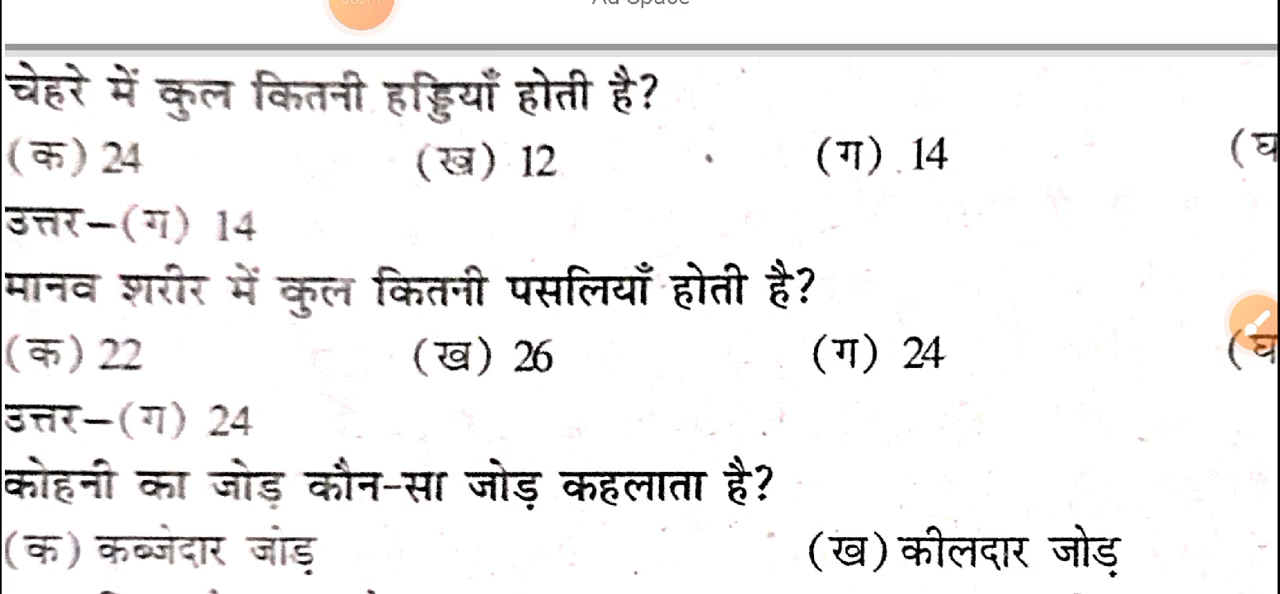 चेहरे में कुल कितनी हड्डियाँ होती है?
(क) 24 (ख) 12 (ग) 14
उत्तर–(ग) 14
मानव शरीर में कुल कितनी पसलियाँ होती है?
(क) 22 (ख) 26 (ग) 24
उत्तर–(ग) 24
कोहनी का जोड़ कौन-सा जोड़ कहलाता है?
(क) कब्जेदार जोड़ (ख) कीलदार जोड़